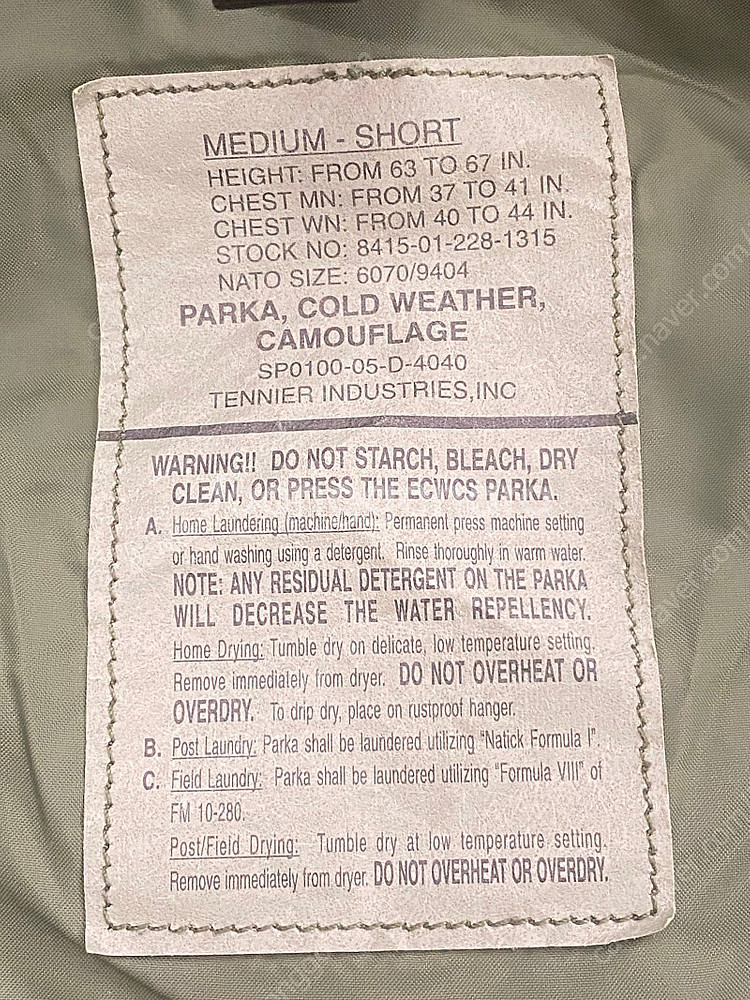 MEDIUM - SHORT
HEIGHT: FROM 63 TO 67 IN.
CHEST MN: FROM 37 TO 41 IN.
CHEST WN: FROM 40 TO 44 IN.
STOCK NO: 8415-01-228-1315
NATO SIZE: 6070/9404
PARKA, COLD WEATHER,
CAMOUFLAGE
SP0100-05-D-4040
TENNIER INDUSTRIES,INC
WARNING!! DO NOT STARCH, BLEACH, DRY
CLEAN, OR PRESS THE ECWCS PARKA.
A. Home Laundering (machine/hand): Permanent press machine setting
or hand washing using a detergent. Rinse thoroughly in warm water.
NOTE: ANY RESIDUAL DETERGENT ON THE PARKA
WILL DECREASE THE WATER REPELLENCY.
Home Drying: Tumble dry on delicate, low temperature setting.
Remove immediately from dryer. DO NOT OVERHEAT OR
OVERDRY. To drip dry, place on rustproof hanger.
B. Post Laundry: Parka shall be laundered utilizing "Natick Formula I".
C. Field Laundry: Parka shall be laundered utilizing "Formula VIII" of
FM 10-280.
Post/Field Drying: Tumble dry at low temperature setting.
Remove immediately from dryer. DO NOT OVERHEAT OR OVERDRY.